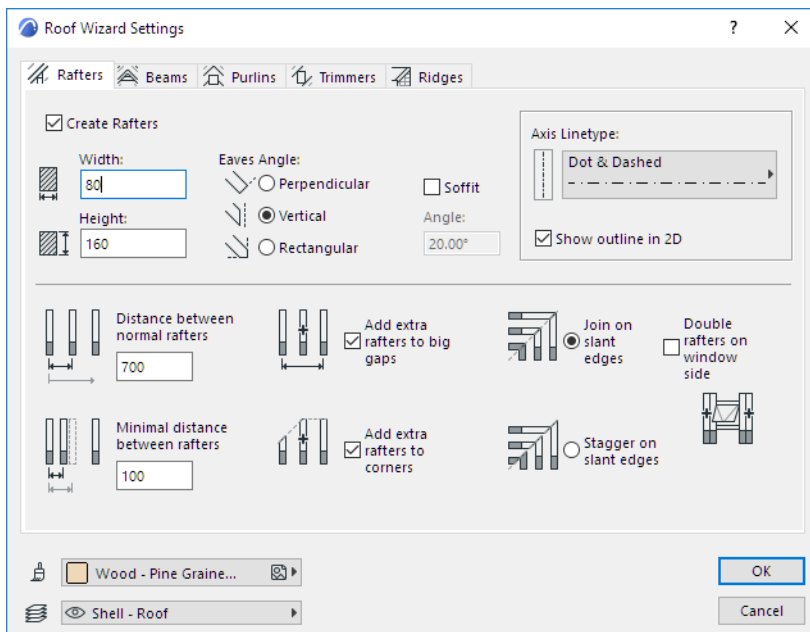 Roof Wizard Settings
?
Rafters
Beams
Purlins
Trimmers
Ridges
Create Rafters
Width:
80
Height:
160
Eaves Angle:
Perpendicular
Vertical
Rectangular
Soffit
Angle:
20.00°
Axis Linetype:
Dot & Dashed
Show outline in 2D
Distance between
normal rafters
700
Add extra
rafters to big
gaps
Join on
slant
edges
Double
rafters on
window
side
Minimal distance
between rafters
100
Add extra
rafters to
corners
Stagger on
slant edges
Wood - Pine Graine...
Shell - Roof
OK
Cancel